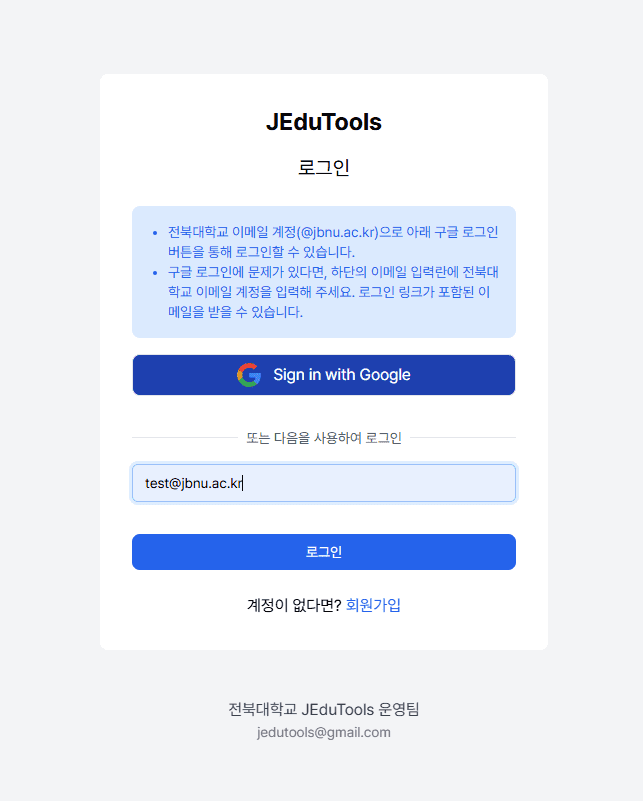 JEduTools
로그인
• 전북대학교 이메일 계정(@jbnu.ac.kr)으로 아래 구글 로그인
버튼을 통해 로그인할 수 있습니다.
• 구글 로그인에 문제가 있다면, 하단의 이메일 입력란에 전북대
학교 이메일 계정을 입력해 주세요. 로그인 링크가 포함된 이
메일을 받을 수 있습니다.
Sign in with Google
또는 다음을 사용하여 로그인
test@jbnu.ac.kr
로그인
계정이 없다면? 회원가입
전북대학교 JEduTools 운영팀
jedutools@gmail.com